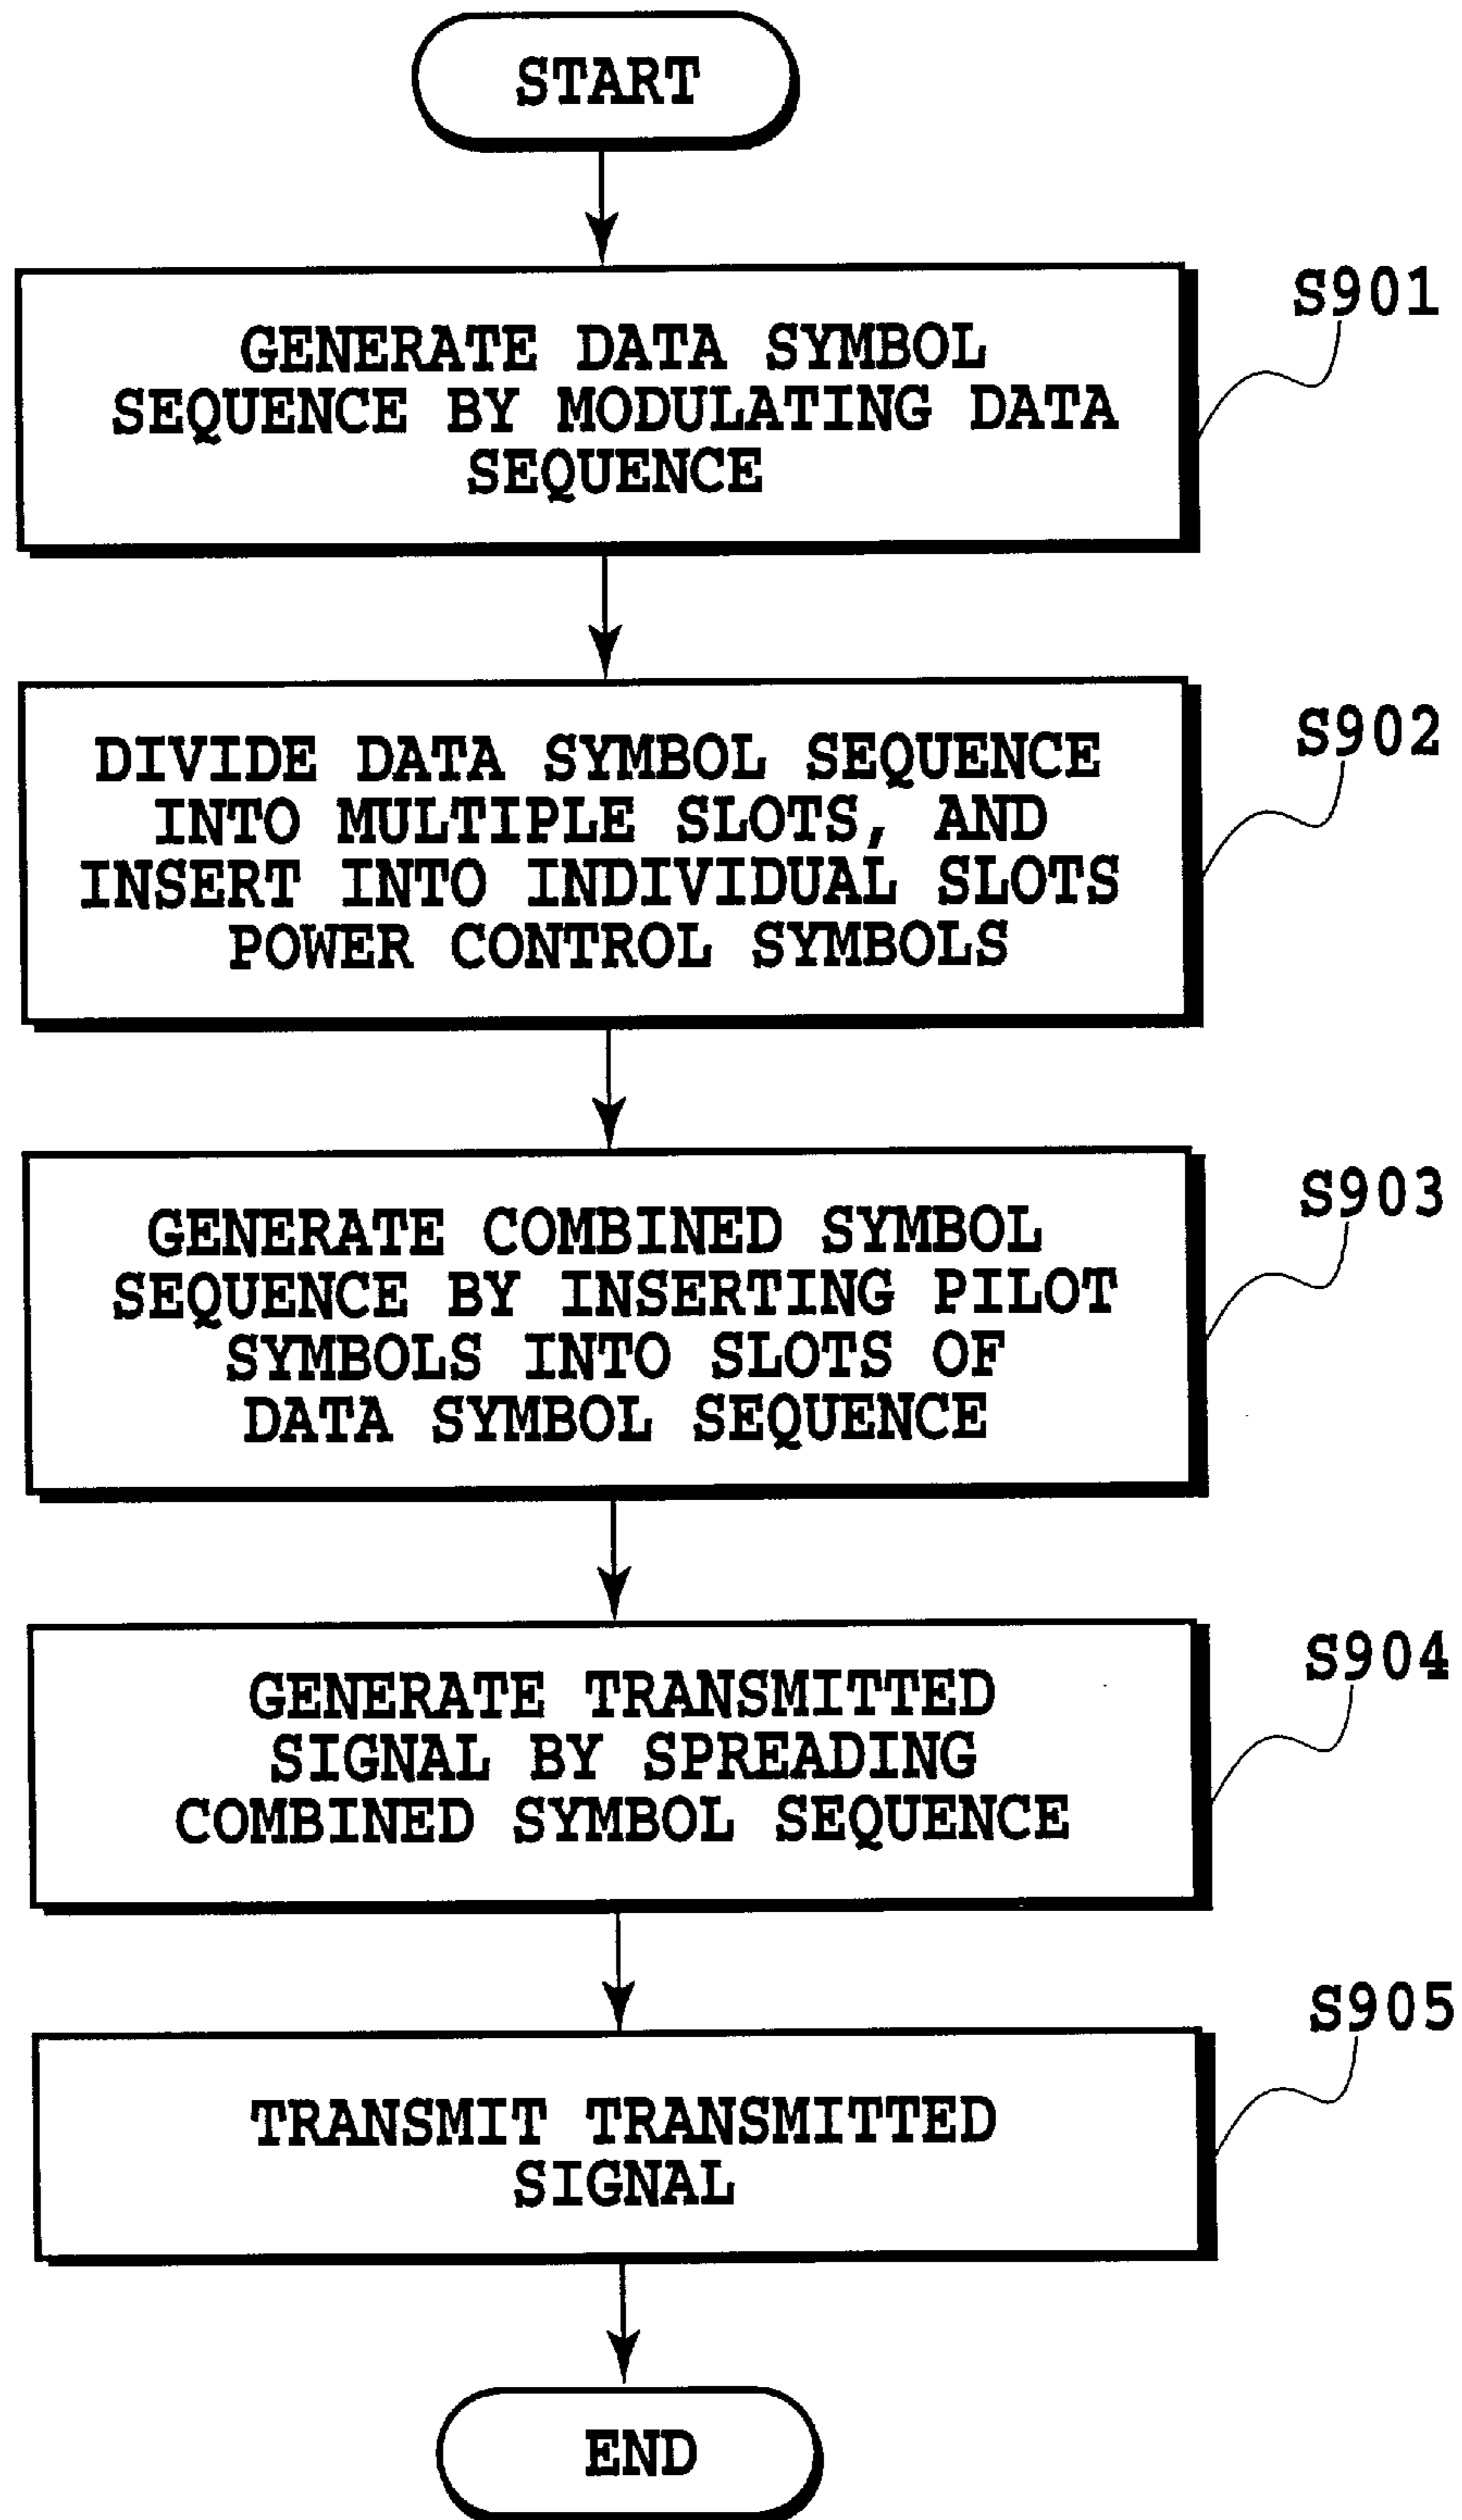 START
S901
GENERATE DATA SYMBOL
SEQUENCE BY MODULATING DATA
SEQUENCE
S902
DIVIDE DATA SYMBOL SEQUENCE
INTO MULTIPLE SLOTS, AND
INSERT INTO INDIVIDUAL SLOTS
POWER CONTROL SYMBOLS
S903
GENERATE COMBINED SYMBOL
SEQUENCE BY INSERTING PILOT
SYMBOLS INTO SLOTS OF
DATA SYMBOL SEQUENCE
S904
GENERATE TRANSMITTED
SIGNAL BY SPREADING
COMBINED SYMBOL SEQUENCE
S905
TRANSMIT TRANSMITTED
SIGNAL
END